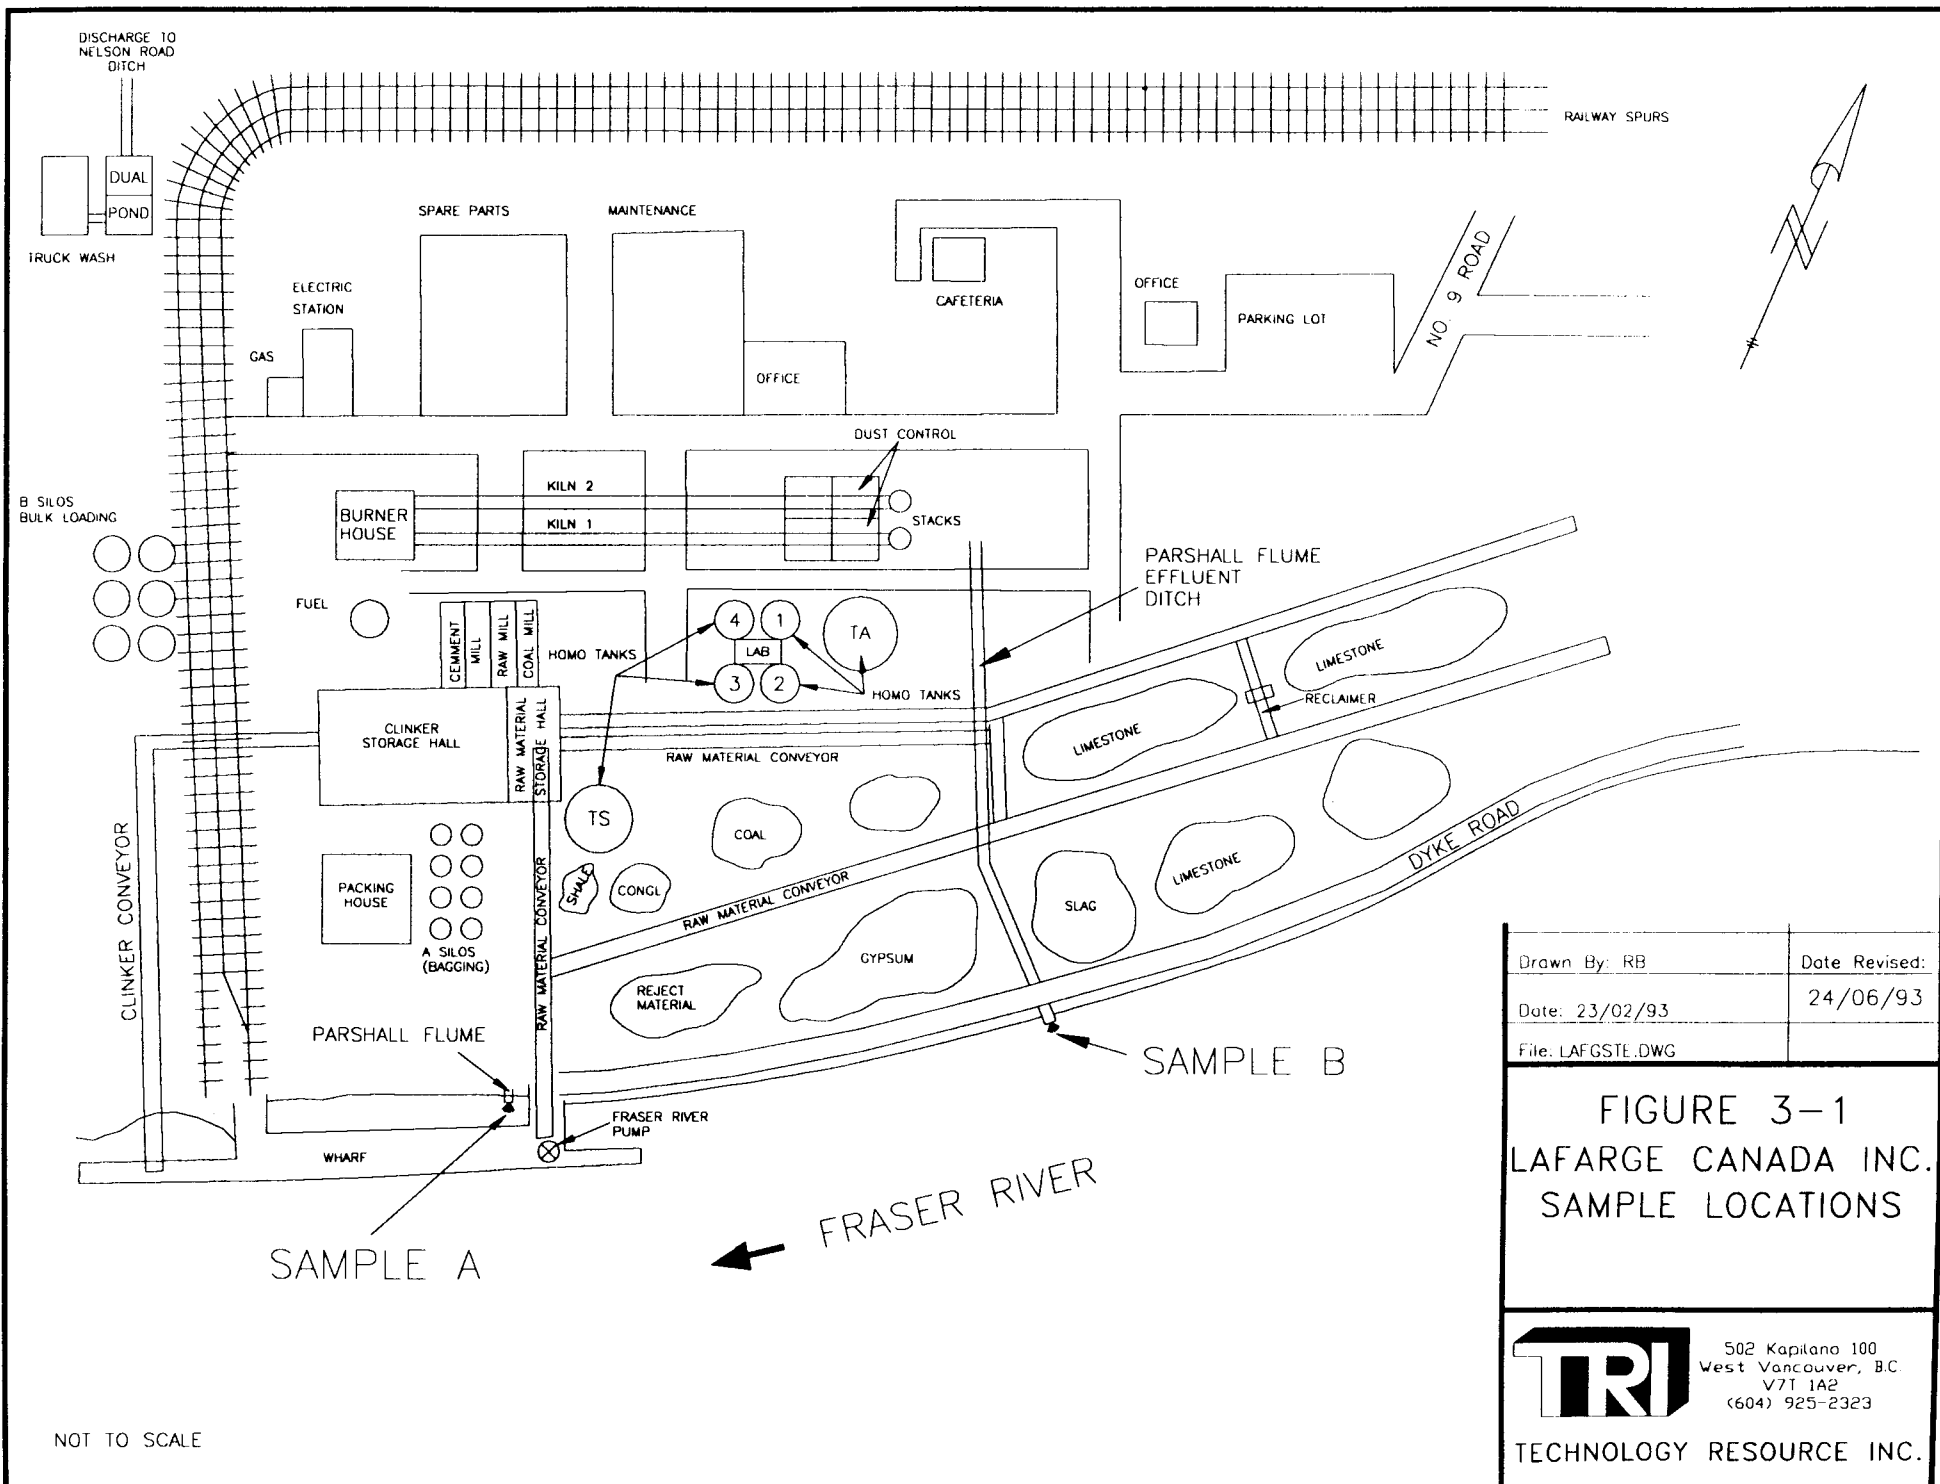 DISCHARGE TO
NELSON ROAD
DITCH
RAILWAY SPURS
DUAL
POND
TRUCK WASH
SPARE PARTS
MAINTENANCE
ELECTRIC
STATION
GAS
OFFICE
CAFETERIA
OFFICE
PARKING LOT
NO. 9 ROAD
N
DUST CONTROL
B SILOS
BULK LOADING
BURNER
HOUSE
KILN 2
KILN 1
STACKS
PARSHALL FLUME
EFFLUENT
DITCH
FUEL
CEMMENT
MILL
RAW MILL
COAL MILL
HOMO TANKS
4
1
LAB
3
2
TA
HOMO TANKS
LIMESTONE
RECLAIMER
LIMESTONE
CLINKER
STORAGE HALL
RAW MATERIAL
STORAGE HALL
RAW MATERIAL CONVEYOR
TS
COAL
SHALE
CONGL
RAW MATERIAL CONVEYOR
RAW MATERIAL CONVEYOR
CLINKER CONVEYOR
PACKING
HOUSE
A SILOS
(BAGGING)
GYPSUM
SLAG
LIMESTONE
DYKE ROAD
REJECT
MATERIAL
PARSHALL FLUME
SAMPLE B
FRASER RIVER
PUMP
WHARF
SAMPLE A
FRASER RIVER
NOT TO SCALE
Drawn By: RB
Date Revised:
24/06/93
Date: 23/02/93
File: LAFGSTE.DWG
FIGURE 3-1
LAFARGE CANADA INC.
SAMPLE LOCATIONS
TRI
502 Kapilano 100
West Vancouver, B.C.
V7T 1A2
(604) 925-2323
TECHNOLOGY RESOURCE INC.